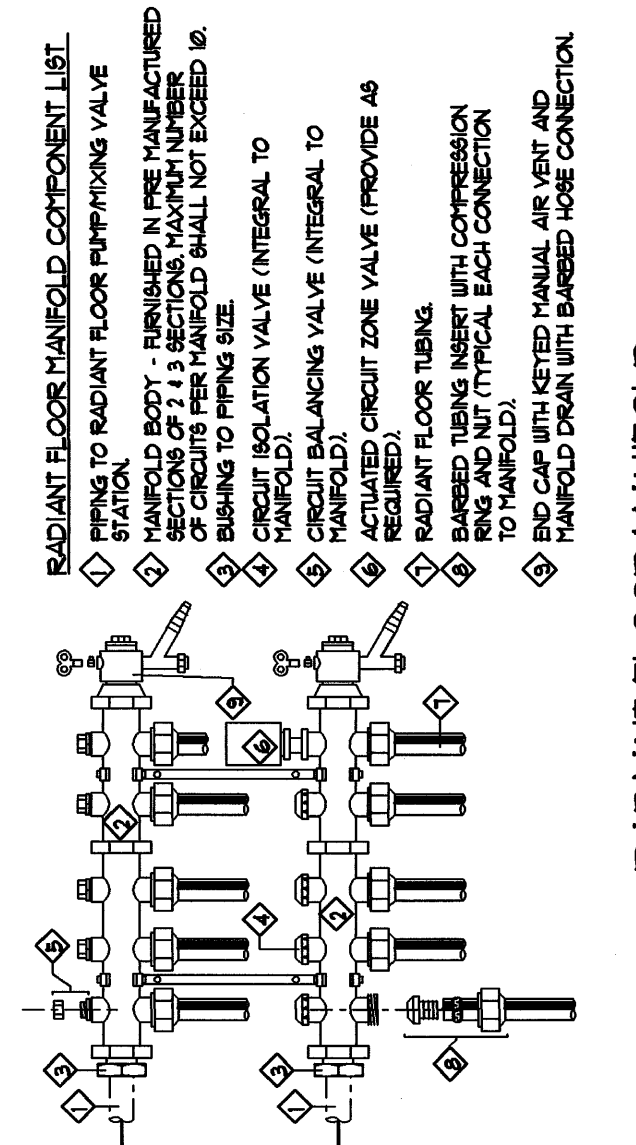 RADIANT FLOOR MANIFOLD COMPONENT LIST
1 PIPING TO RADIANT FLOOR PUMP/MIXING VALVE
STATION.
2 MANIFOLD BODY - FURNISHED IN PRE MANUFACTURED
SECTIONS OF 2 & 3 SECTIONS. MAXIMUM NUMBER
OF CIRCUITS PER MANIFOLD SHALL NOT EXCEED 10.
3 BUSHING TO PIPING SIZE.
4 CIRCUIT ISOLATION VALVE (INTEGRAL TO
MANIFOLD).
5 CIRCUIT BALANCING VALVE (INTEGRAL TO
MANIFOLD).
6 ACTUATED CIRCUIT ZONE VALVE (PROVIDE AS
REQUIRED).
7 RADIANT FLOOR TUBING.
8 BARBED TUBING INSERT WITH COMPRESSION
RING AND NUT (TYPICAL EACH CONNECTION
TO MANIFOLD).
9 END CAP WITH KEYED MANUAL AIR VENT AND
MANIFOLD DRAIN WITH BARBED HOSE CONNECTION.
1
3
5
2
9
1
3
4
2
6
7
8